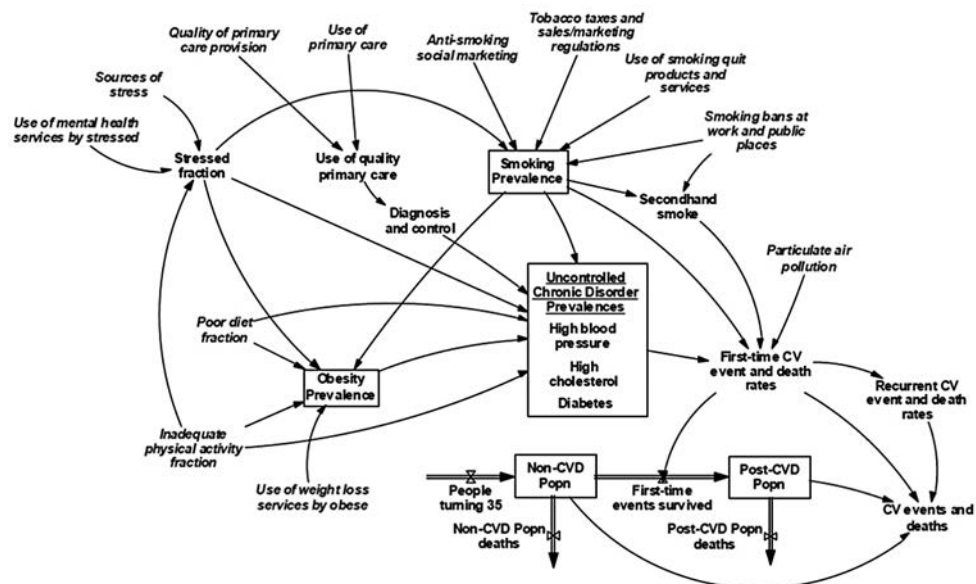 Quality of primary
care provision
Use of
primary care
Anti-smoking
social marketing
Tobacco taxes and
sales/marketing
regulations
Use of smoking quit
products and
services
Sources of
stress
Use of mental health
services by stressed
Smoking bans at
work and public
places
Stressed
fraction
Use of quality
primary care
Smoking
Prevalence
Secondhand
smoke
Diagnosis
and control
Particulate air
pollution
Uncontrolled
Chronic Disorder
Prevalences
High blood
pressure
High
cholesterol
Diabetes
Poor diet
fraction
Obesity
Prevalence
First-time CV
event and death
rates
Recurrent CV
event and death
rates
Inadequate
physical activity
fraction
Use of weight loss
services by obese
People
turning 35
Non-CVD
Popn
First-time
events survived
Post-CVD
Popn
CV events and
deaths
Non-CVD Popn
deaths
Post-CVD Popn
deaths